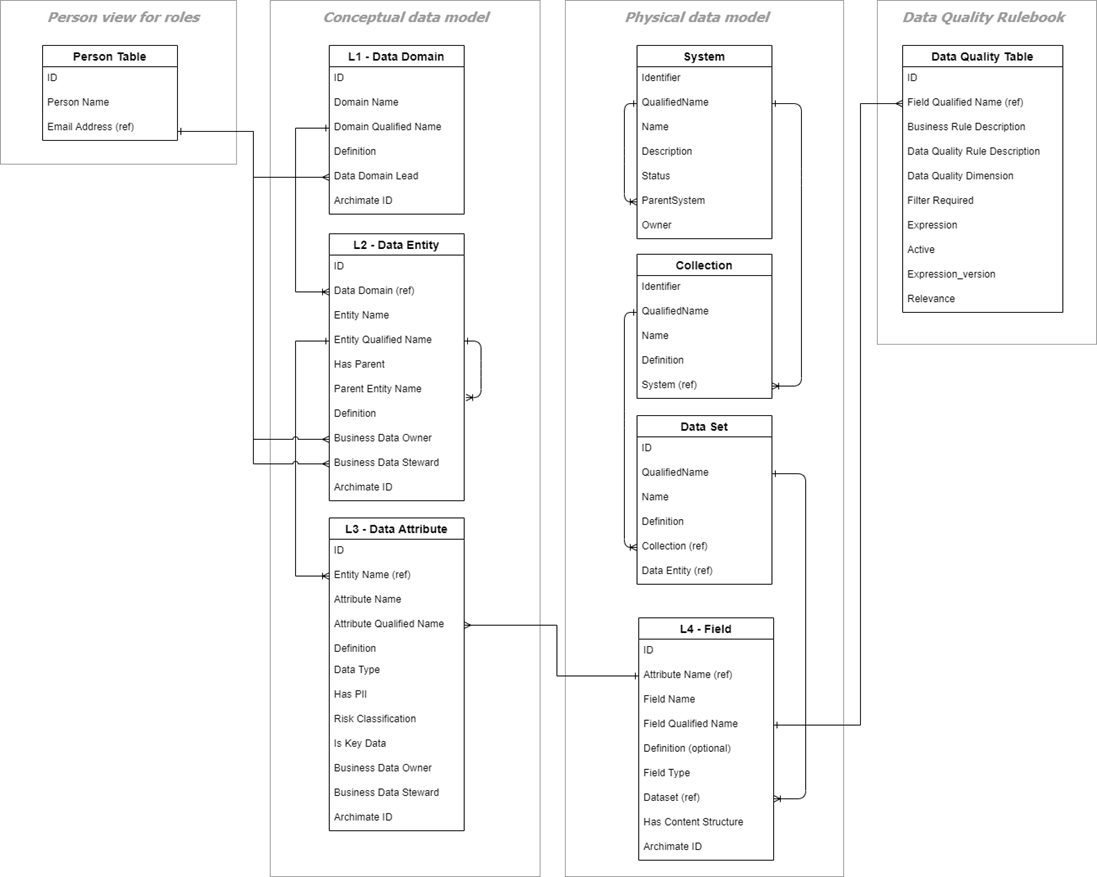 Person view for roles
Person Table
ID
Person Name
Email Address (ref)
Conceptual data model
L1 - Data Domain
ID
Domain Name
Domain Qualified Name
Definition
Data Domain Lead
Archimate ID
L2 - Data Entity
ID
Data Domain (ref)
Entity Name
Entity Qualified Name
Has Parent
Parent Entity Name
Definition
Business Data Owner
Business Data Steward
Archimate ID
L3 - Data Attribute
ID
Entity Name (ref)
Attribute Name
Attribute Qualified Name
Definition
Data Type
Has PII
Risk Classification
Is Key Data
Business Data Owner
Business Data Steward
Archimate ID
Physical data model
System
Identifier
QualifiedName
Name
Description
Status
ParentSystem
Owner
Collection
Identifier
QualifiedName
Name
Definition
System (ref)
Data Set
ID
QualifiedName
Name
Definition
Collection (ref)
Data Entity (ref)
L4 - Field
ID
Attribute Name (ref)
Field Name
Field Qualified Name
Definition (optional)
Field Type
Dataset (ref)
Has Content Structure
Archimate ID
Data Quality Rulebook
Data Quality Table
ID
Field Qualified Name (ref)
Business Rule Description
Data Quality Rule Description
Data Quality Dimension
Filter Required
Expression
Active
Expression_version
Relevance